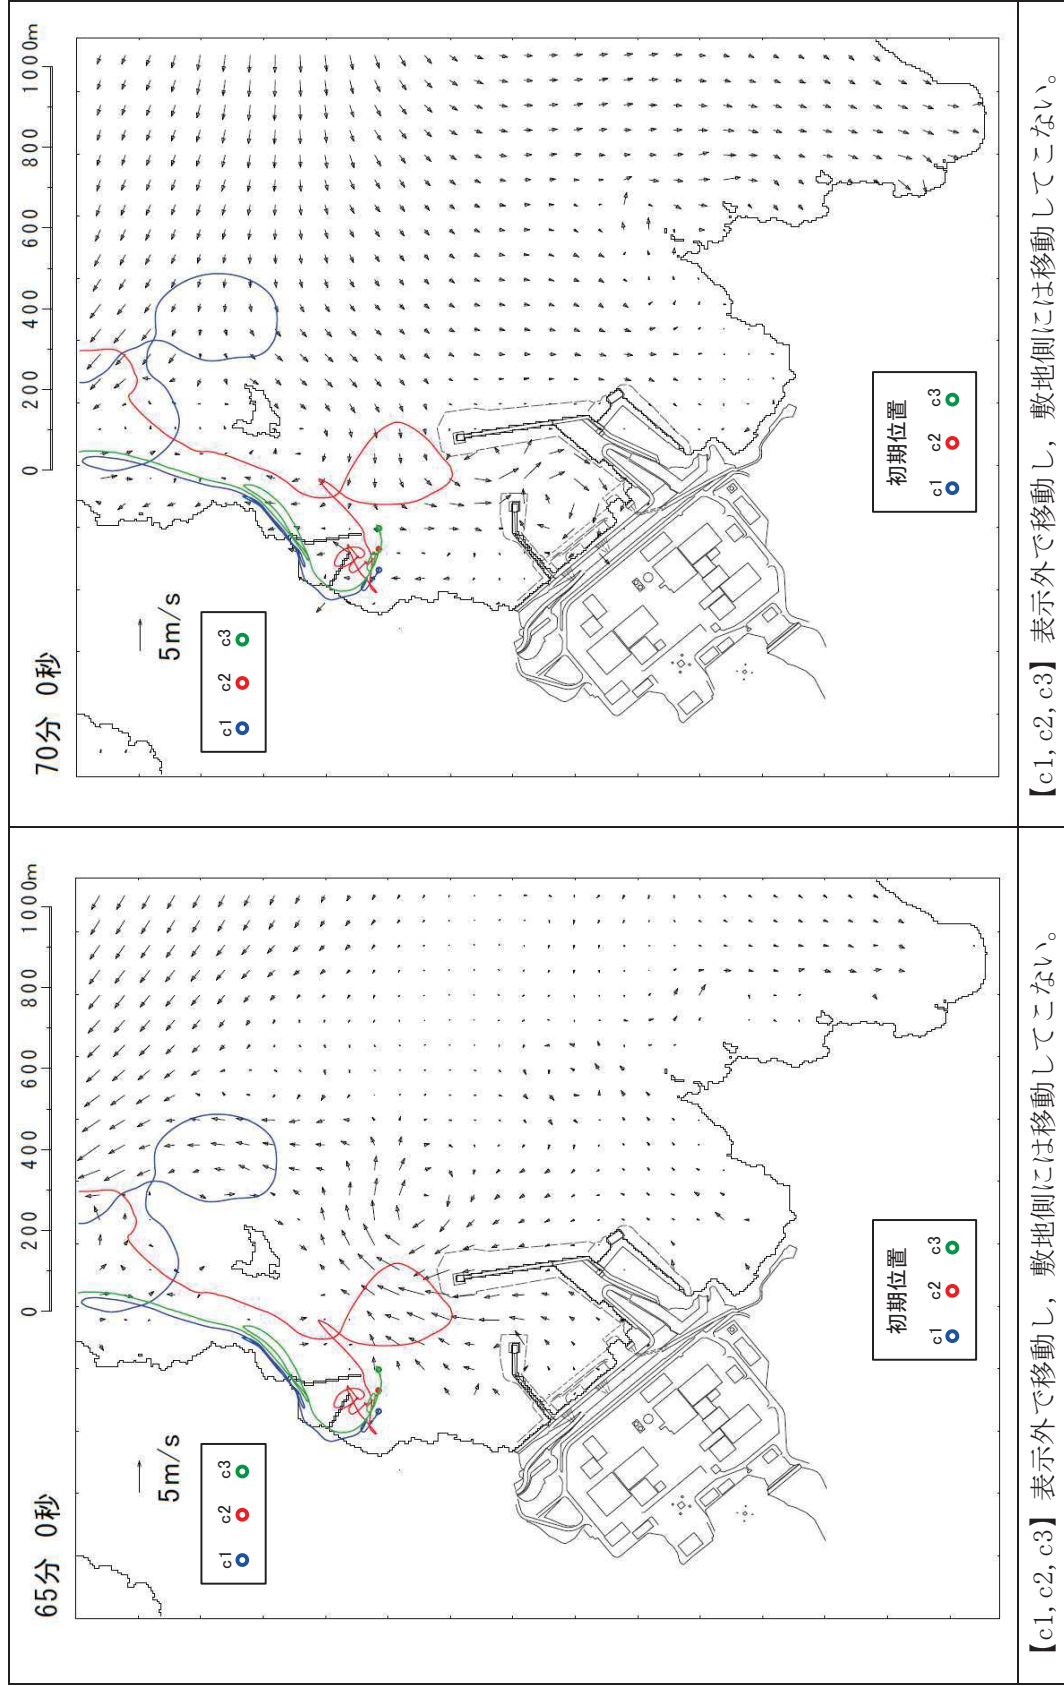 65分 0秒
0 200 400 600 800 1000m
5m/s
c1 c2 c3
初期位置
c1 c2 c3
【c1, c2, c3】表示外で移動し，敷地側には移動してこない。
70分 0秒
0 200 400 600 800 1000m
5m/s
c1 c2 c3
初期位置
c1 c2 c3
【c1, c2, c3】表示外で移動し，敷地側には移動してこない。